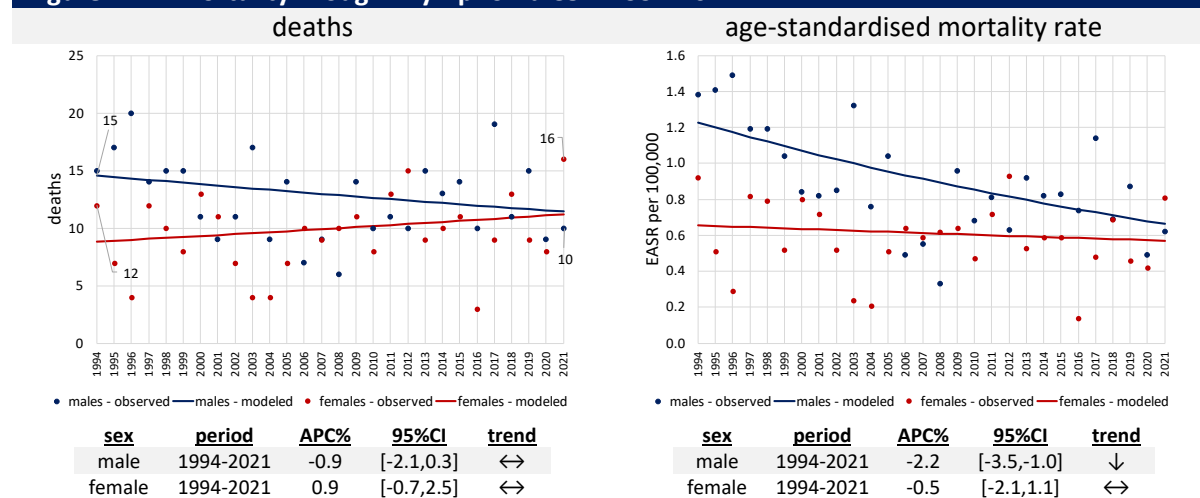 deaths
age-standardised mortality rate
25
20
15
10
5
0
deaths
15
12
16
10
1994 1995 1996 1997 1998 1999 2000 2001 2002 2003 2004 2005 2006 2007 2008 2009 2010 2011 2012 2013 2014 2015 2016 2017 2018 2019 2020 2021
males - observed males - modeled females - observed females - modeled
sex period APC% 95%CI trend
male 1994-2021 -0.9 [-2.1,0.3] ↔
female 1994-2021 0.9 [-0.7,2.5] ↔
1.6
1.4
1.2
1.0
0.8
0.6
0.4
0.2
0.0
EASR per 100,000
1994 1995 1996 1997 1998 1999 2000 2001 2002 2003 2004 2005 2006 2007 2008 2009 2010 2011 2012 2013 2014 2015 2016 2017 2018 2019 2020 2021
males - observed males - modeled females - observed females - modeled
sex period APC% 95%CI trend
male 1994-2021 -2.2 [-3.5,-1.0] ↓
female 1994-2021 -0.5 [-2.1,1.1] ↔